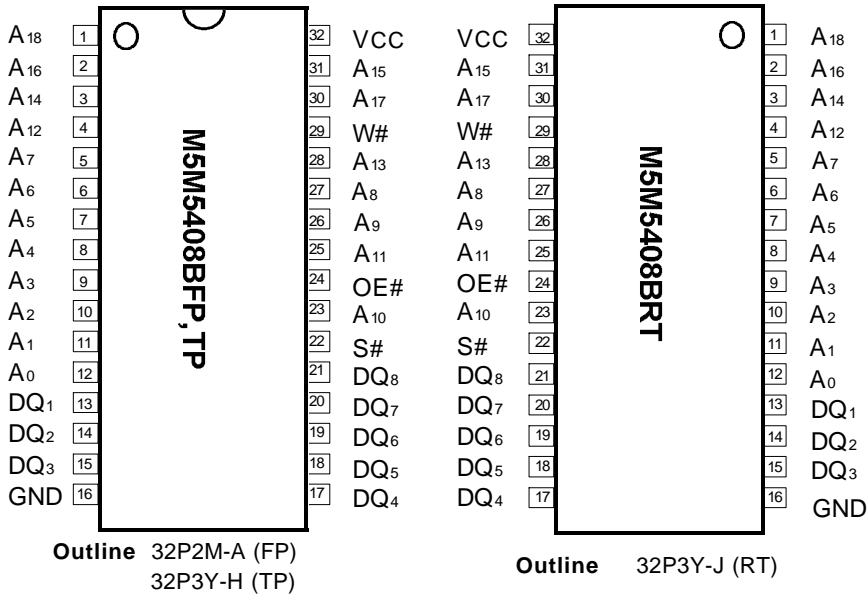 A18 1 32 VCC
A16 2 31 A15
A14 3 30 A17
A12 4 29 W#
A7 5 28 A13
A6 6 27 A8
A5 7 26 A9
A4 8 25 A11
A3 9 24 OE#
A2 10 23 A10
A1 11 22 S#
A0 12 21 DQ8
DQ1 13 20 DQ7
DQ2 14 19 DQ6
DQ3 15 18 DQ5
GND 16 17 DQ4
M5M5408BFP,TP
Outline 32P2M-A (FP)
32P3Y-H (TP)
VCC 32 1 A18
A15 31 2 A16
A17 30 3 A14
W# 29 4 A12
A13 28 5 A7
A8 27 6 A6
A9 26 7 A5
A11 25 8 A4
OE# 24 9 A3
A10 23 10 A2
S# 22 11 A1
DQ8 21 12 A0
DQ7 20 13 DQ1
DQ6 19 14 DQ2
DQ5 18 15 DQ3
DQ4 17 16 GND
M5M5408BRT
Outline 32P3Y-J (RT)